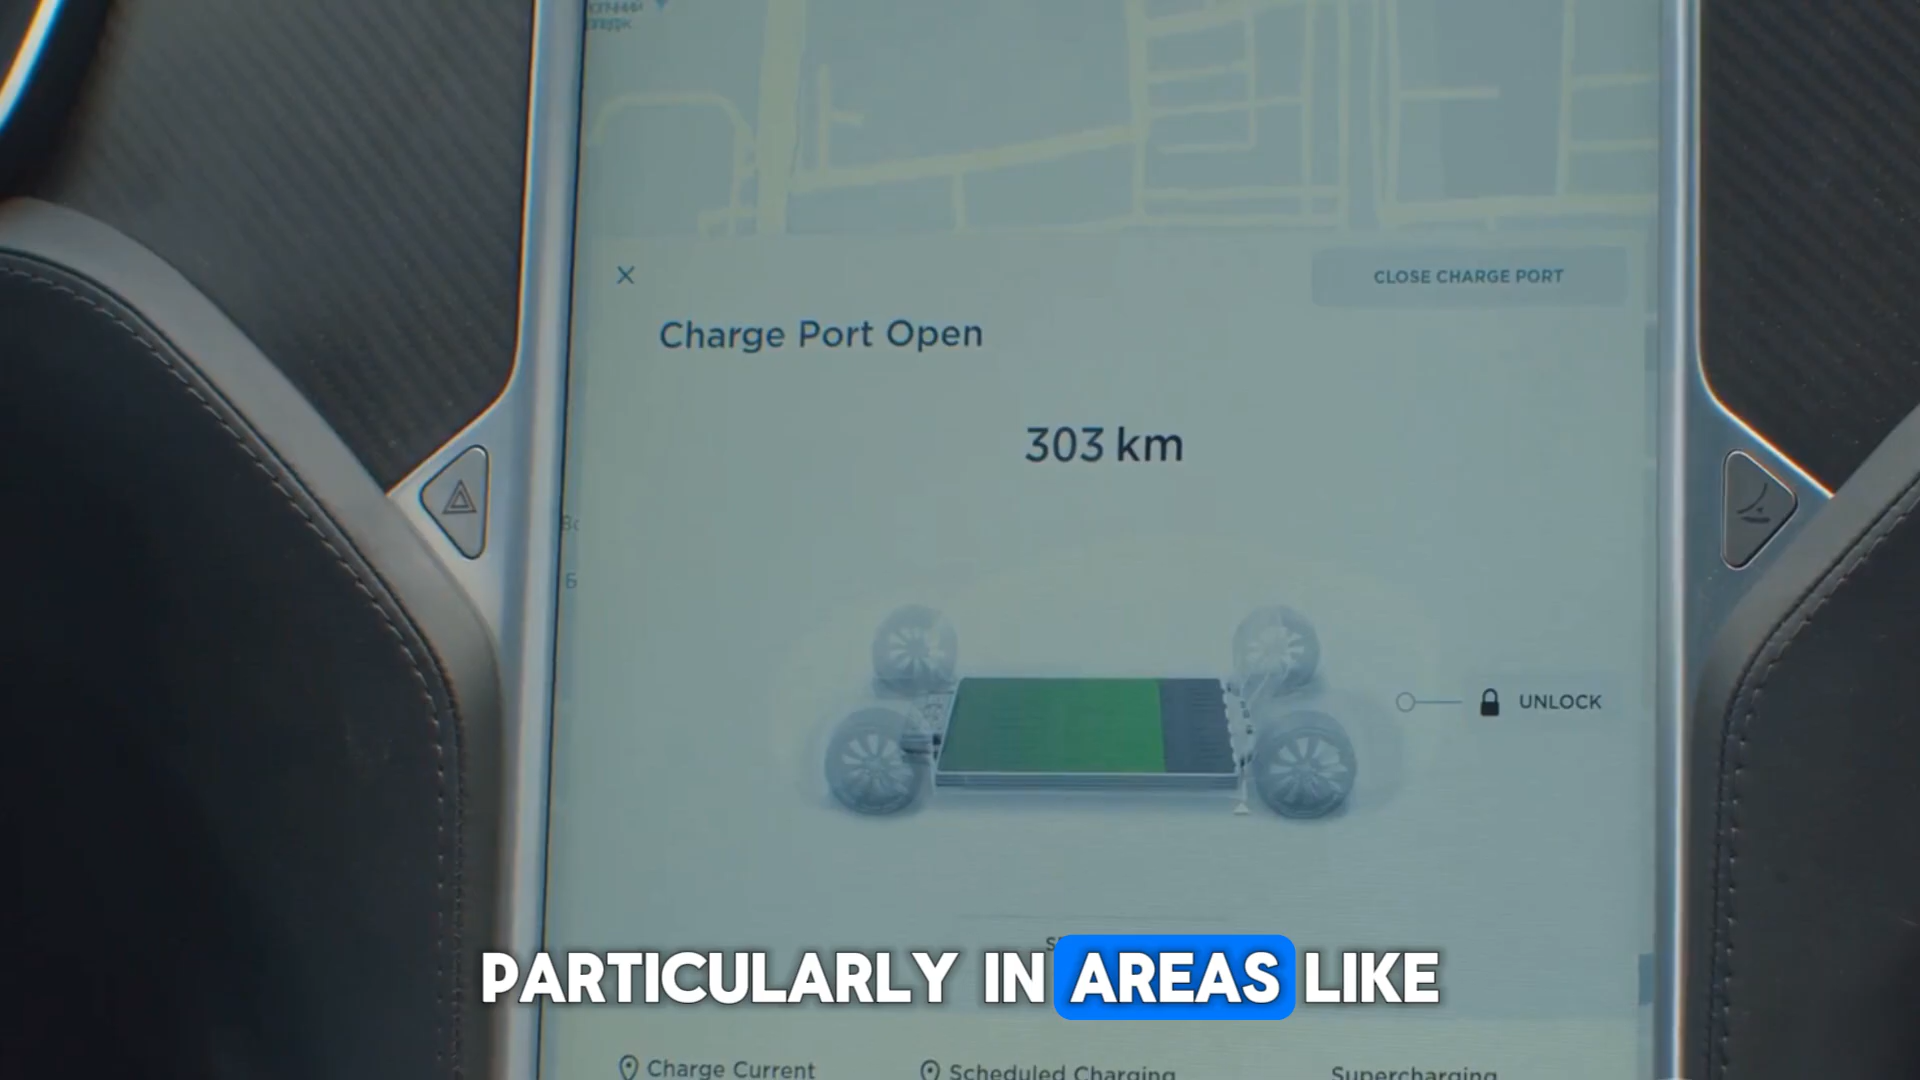 CLOSE CHARGE PORT
Charge Port Open
303 km
UNLOCK
PARTICULARLY IN AREAS LIKE
Charge Current
Scheduled Charging
Supercharging